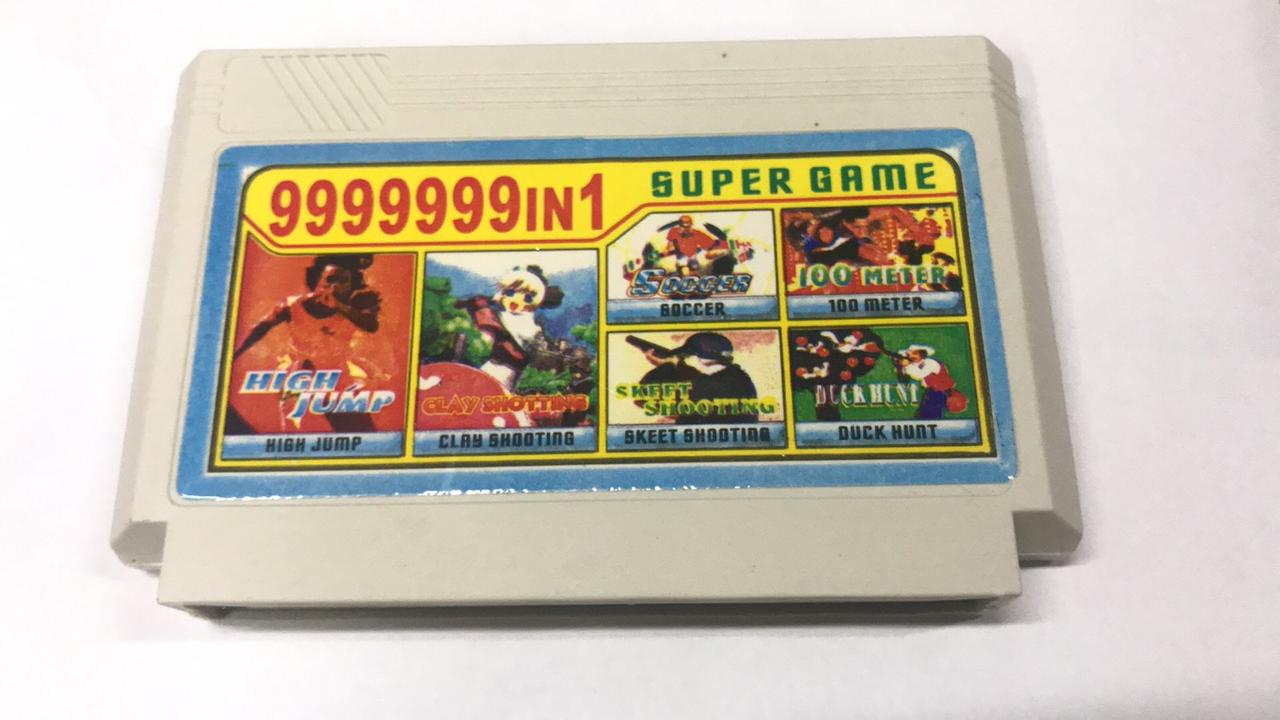 9999999IN1
SUPER GAME
HIGH
JUMP
HIGH JUMP
CLAY SHOTTING
CLAY SHOOTING
SOCCER
SOCCER
100 METER
100 METER
SKEET
SHOOTING
SKEET SHOOTING
DUCK HUNT
DUCK HUNT